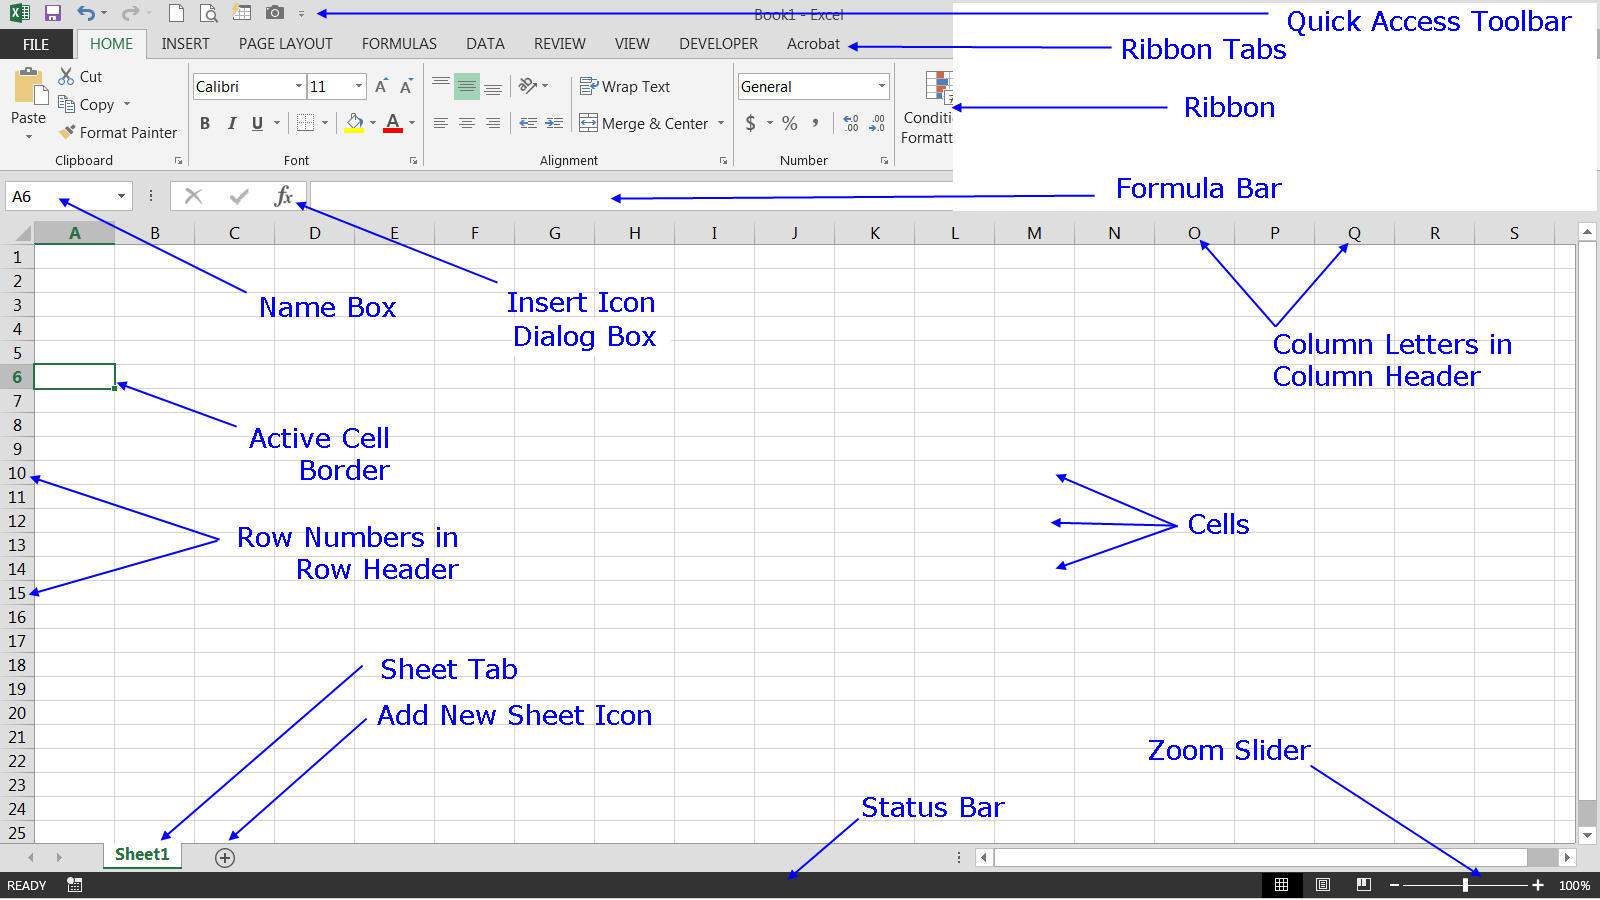 Book1 - Excel
Quick Access Toolbar
FILE HOME INSERT PAGE LAYOUT FORMULAS DATA REVIEW VIEW DEVELOPER Acrobat
Ribbon Tabs
Cut
Calibri 11
Wrap Text
General
Copy
Ribbon
Paste
Conditi
Format Painter
B I U A
Merge & Center
$ % ,
Formatt
Clipboard Font Alignment Number
Formula Bar
A6 fx
A B C D E F G H I J K L M N O P Q R S
1
2
3
Name Box
Insert Icon
Dialog Box
4
5
Column Letters in
Column Header
6
7
8
Active Cell
Border
9
10
11
12
Cells
13
Row Numbers in
Row Header
14
15
16
17
18
Sheet Tab
19
20
Add New Sheet Icon
21
22
Zoom Slider
23
24
Status Bar
25
Sheet1
READY 100%